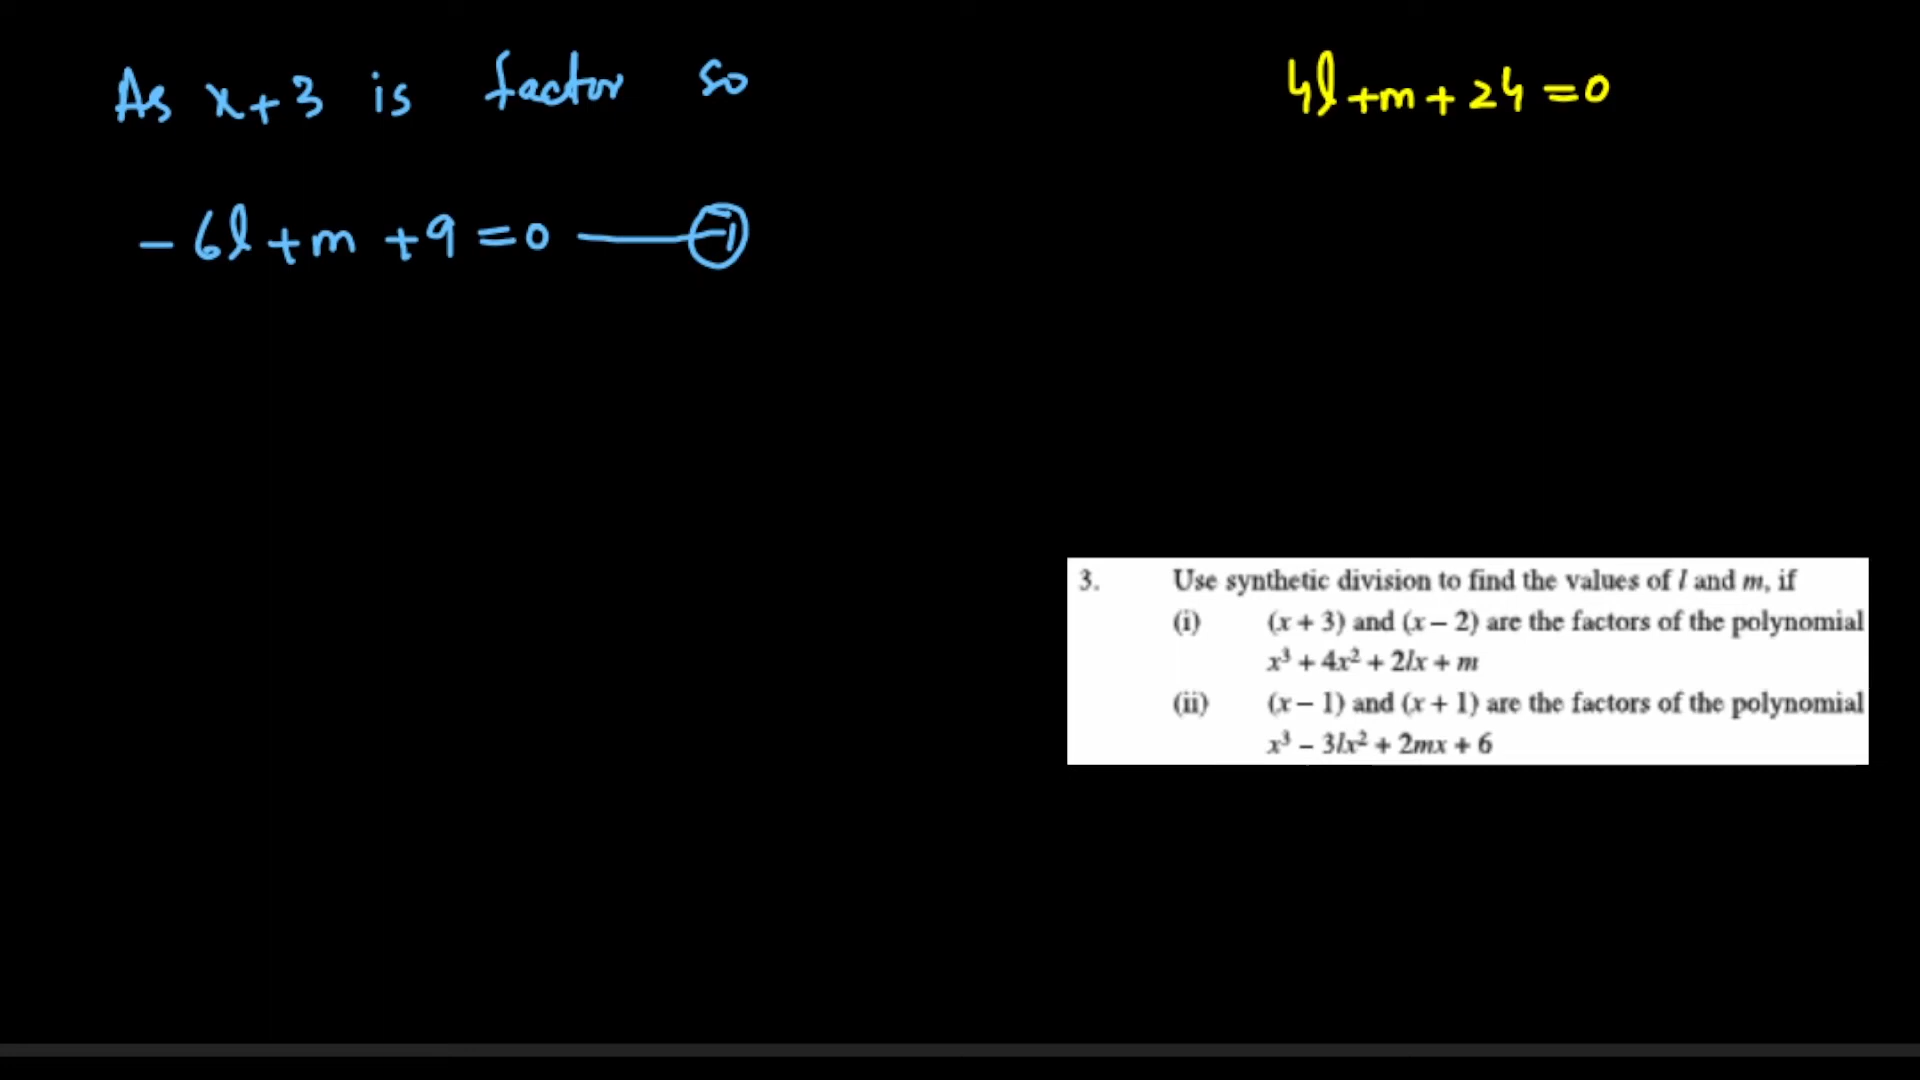 As x+3 is factor so
-6l+m+9=0 —①
4l+m+24=0
3. Use synthetic division to find the values of l and m, if
(i) (x + 3) and (x – 2) are the factors of the polynomial
x³ + 4x² + 2lx + m
(ii) (x – 1) and (x + 1) are the factors of the polynomial
x³ – 3lx² + 2mx + 6